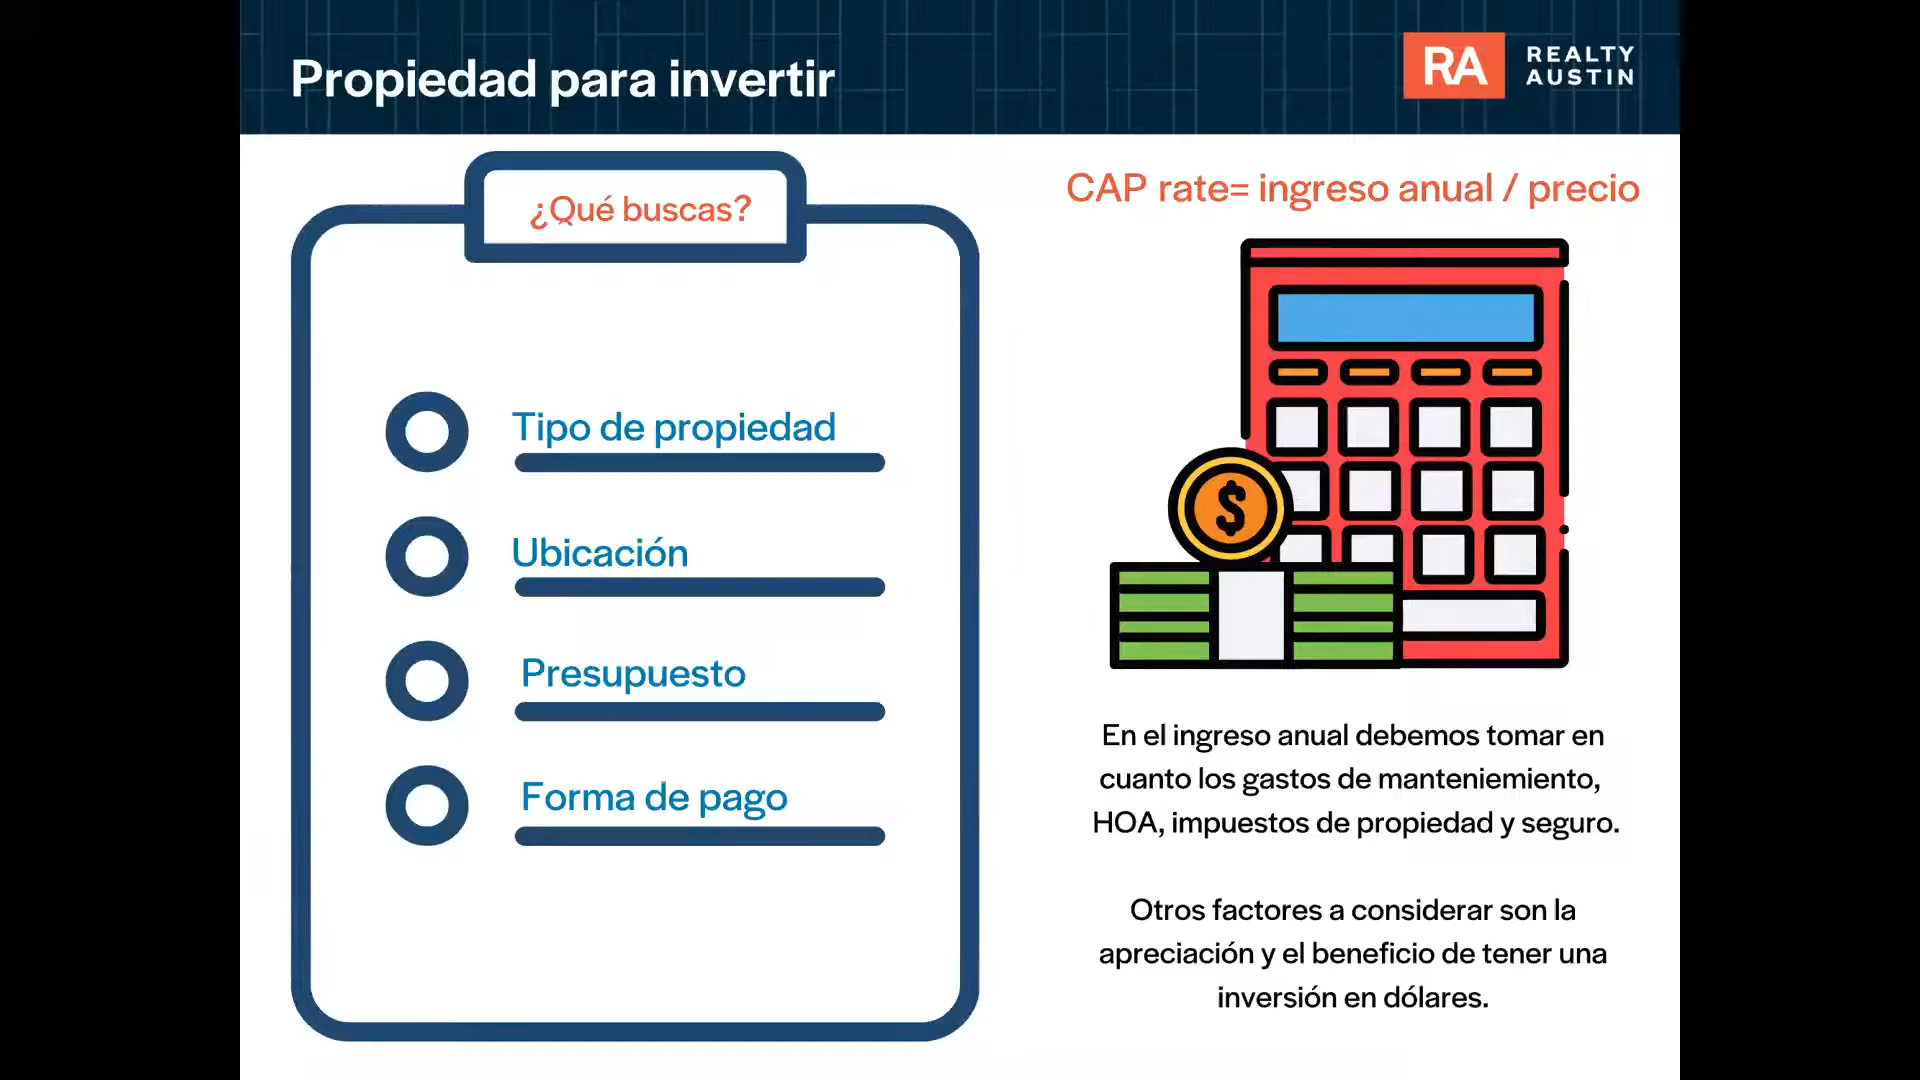 Propiedad para invertir
RA
REALTY
AUSTIN
¿Qué buscas?
Tipo de propiedad
Ubicación
Presupuesto
Forma de pago
CAP rate= ingreso anual / precio
$
En el ingreso anual debemos tomar en
cuanto los gastos de manteniemiento,
HOA, impuestos de propiedad y seguro.
Otros factores a considerar son la
apreciación y el beneficio de tener una
inversión en dólares.